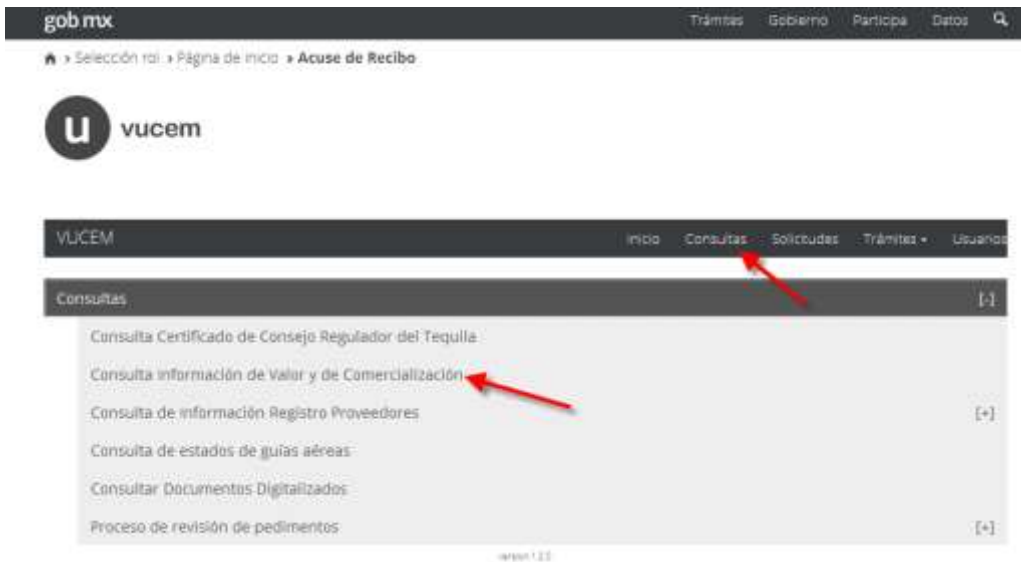 gob mx Trámites Gobierno Participa Datos
> Selección rol > Página de inicio > Acuse de Recibo
u vucem
VUCEM Inicio Consultas Solicitudes Trámites Usuarios
Consultas [-]
Consulta Certificado de Consejo Regulador del Tequila
Consulta Información de Valor y de Comercialización
Consulta de Información Registro Proveedores [+]
Consulta de estados de guías aéreas
Consultar Documentos Digitalizados
Proceso de revisión de pedimentos [+]